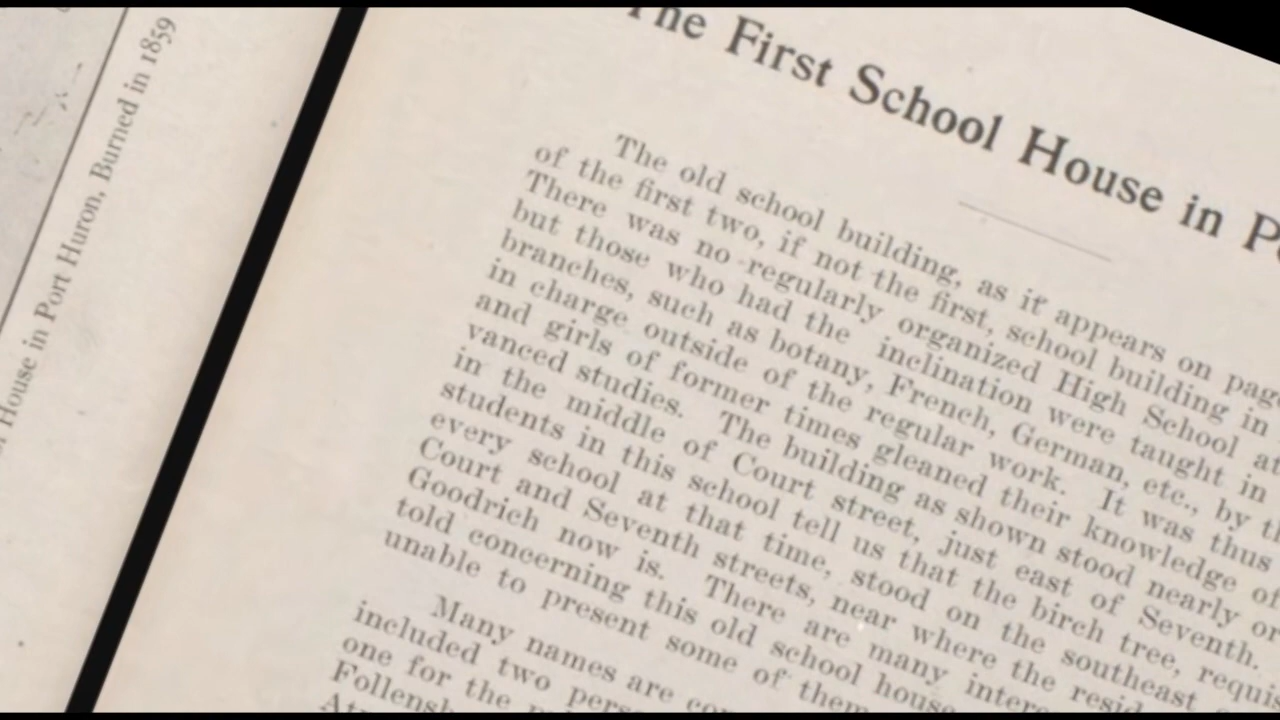 House in Port Huron, Burned in 1859
The First School House in
The old school building, as it appears on
of the first two, if not the first, school building in
There was no regularly organized High School at
but those who had the inclination were taught in
branches, such as botany, French, German, etc., by
in charge outside of the regular work. It was thus
and girls of former times gleaned their knowledge of
vanced studies. The building as shown stood nearly or
in the middle of Court street, just east of Seventh.
students in this school tell us that the birch tree,
every school at that time, stood on the southeast
Court and Seventh streets, near where the
Goodrich now is. There are many
told concerning this old school house
unable to present some of them
Many names are
included two
one for the